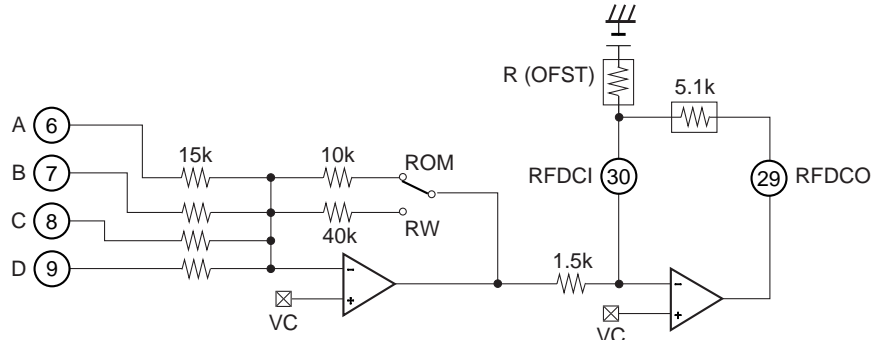 R (OFST)
5.1k
A 6
15k
10k
ROM
B 7
RFDCI 30
29 RFDCO
C 8
RW
40k
D 9
1.5k
−
+
VC
−
+
VC